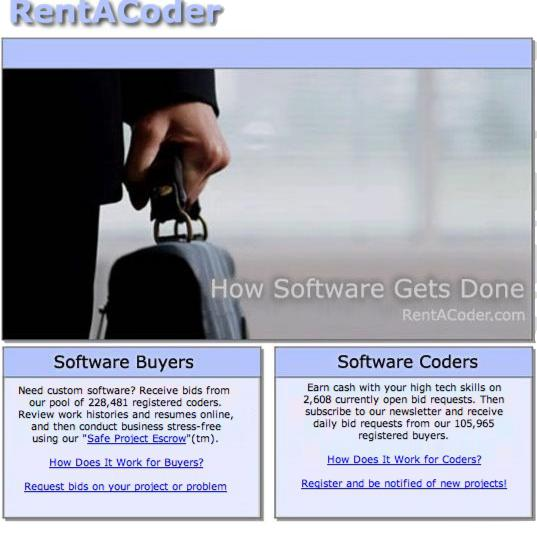 RentACoder
How Software Gets Done
RentACoder.com
Software Buyers
Need custom software? Receive bids from
our pool of 228,481 registered coders.
Review work histories and resumes online,
and then conduct business stress-free
using our "Safe Project Escrow"(tm).
How Does It Work for Buyers?
Request bids on your project or problem
Software Coders
Earn cash with your high tech skills on
2,608 currently open bid requests. Then
subscribe to our newsletter and receive
daily bid requests from our 105,965
registered buyers.
How Does It Work for Coders?
Register and be notified of new projects!